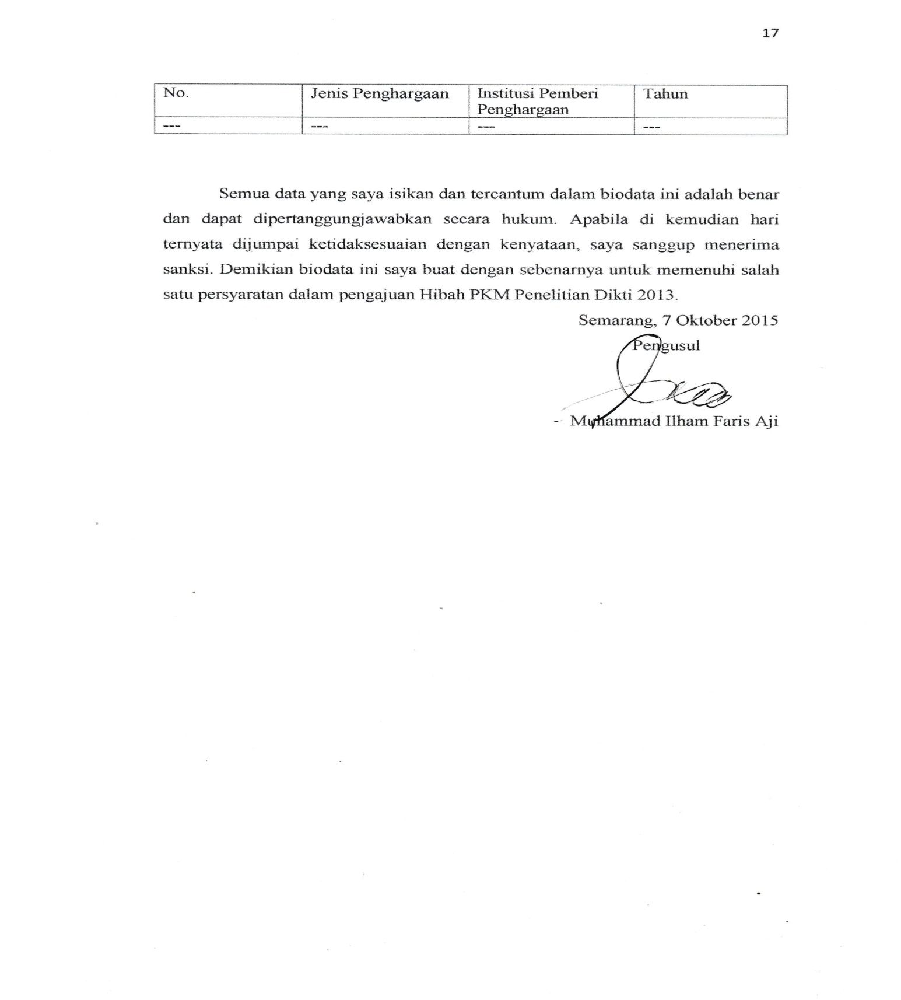 17
No. Jenis Penghargaan Institusi Pemberi Tahun
Penghargaan
--- --- --- ---
Semua data yang saya isikan dan tercantum dalam biodata ini adalah benar
dan dapat dipertanggungjawabkan secara hukum. Apabila di kemudian hari
ternyata dijumpai ketidaksesuaian dengan kenyataan, saya sanggup menerima
sanksi. Demikian biodata ini saya buat dengan sebenarnya untuk memenuhi salah
satu persyaratan dalam pengajuan Hibah PKM Penelitian Dikti 2013.
Semarang, 7 Oktober 2015
Pengusul
Muhammad Ilham Faris Aji